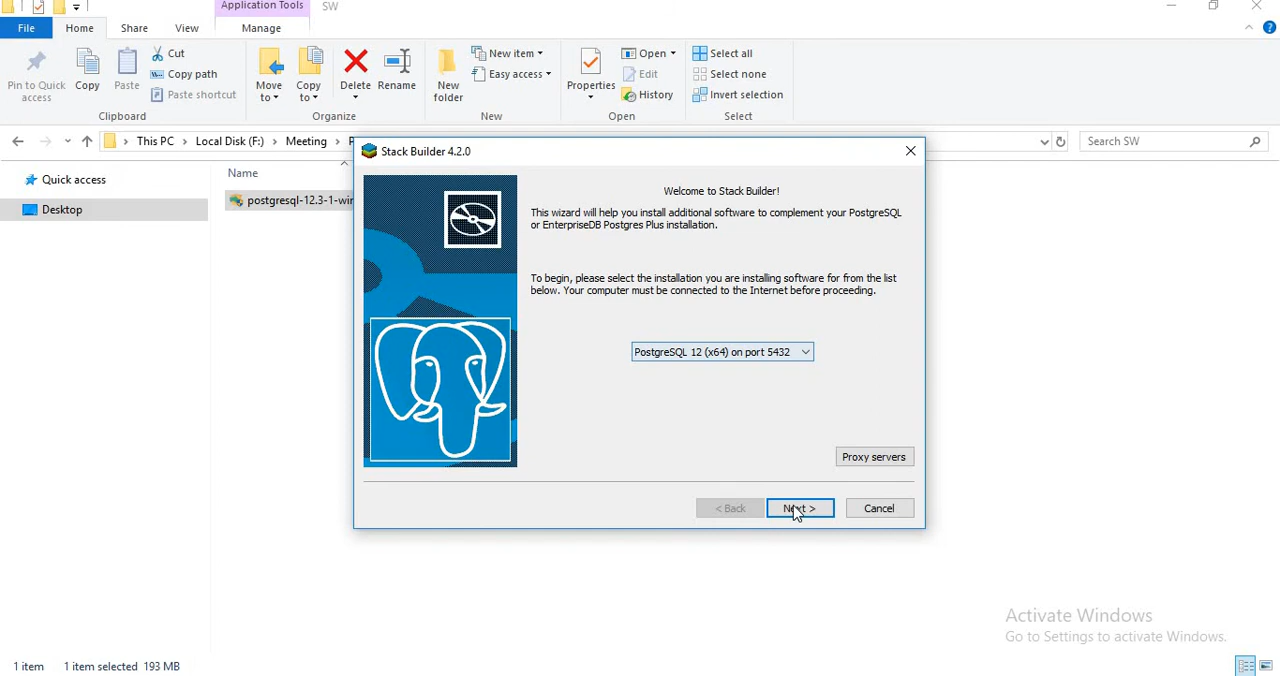 Application Tools SW
File Home Share View Manage
Pin to Quick access
Copy
Paste
Cut
Copy path
Paste shortcut
Clipboard
Move to
Copy to
Delete
Rename
Organize
New folder
New item
Easy access
New
Properties
Open
Edit
History
Open
Select all
Select none
Invert selection
Select
This PC > Local Disk (F:) > Meeting >
Search SW
Quick access
Desktop
Name
postgresql-12.3-1-wi
Stack Builder 4.2.0
Welcome to Stack Builder!
This wizard will help you install additional software to complement your PostgreSQL
or EnterpriseDB Postgres Plus installation.
To begin, please select the installation you are installing software for from the list
below. Your computer must be connected to the Internet before proceeding.
PostgreSQL 12 (x64) on port 5432
Proxy servers
< Back Next > Cancel
Activate Windows
Go to Settings to activate Windows.
1 item 1 item selected 193 MB